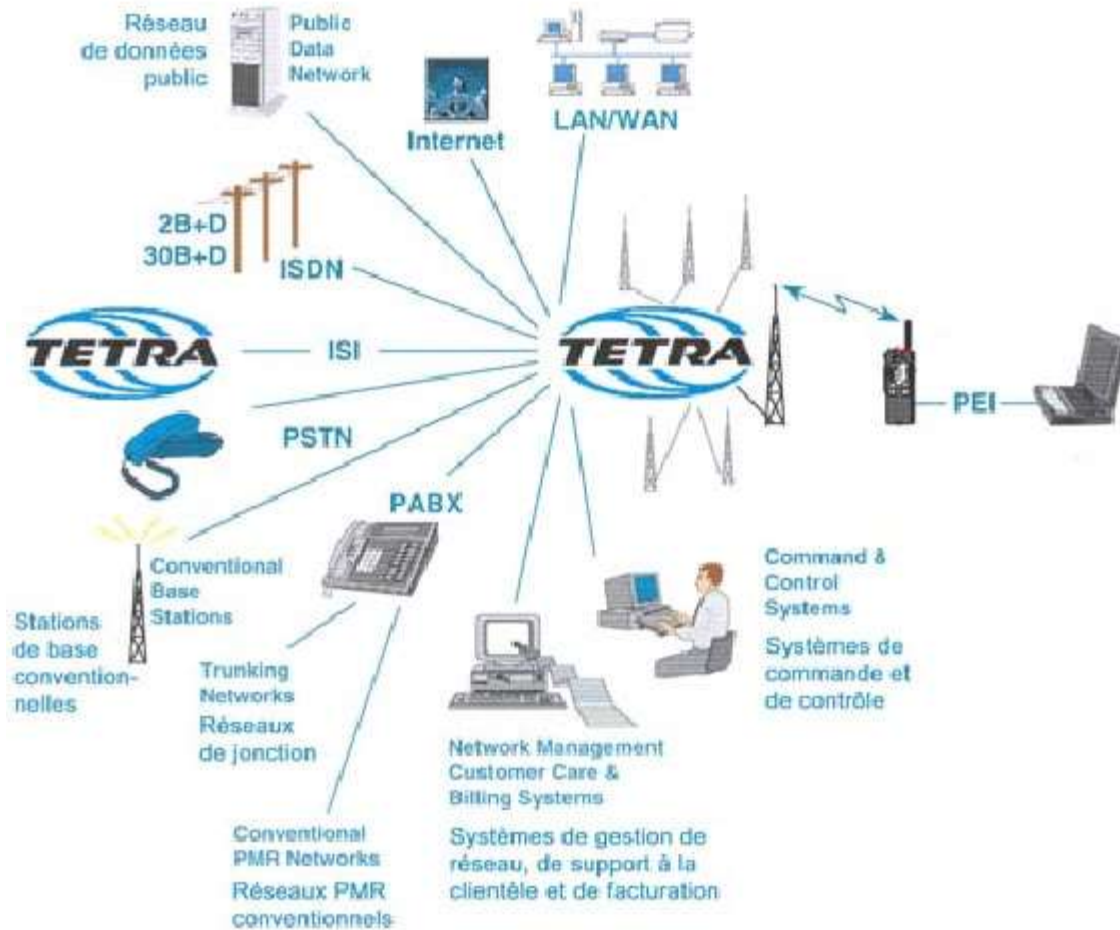 Réseau
de données
public
Public
Data
Network
Internet
LAN/WAN
2B+D
30B+D
ISDN
TETRA
ISI
TETRA
PEI
PSTN
PABX
Conventional
Base
Stations
Stations
de base
convention-
nelles
Trunking
Networks
Réseaux
de jonction
Conventional
PMR Networks
Réseaux PMR
conventionnels
Network Management
Customer Care &
Billing Systems
Systèmes de gestion de
réseau, de support à la
clientèle et de facturation
Command &
Control
Systems
Systèmes de
commande et
de contrôle